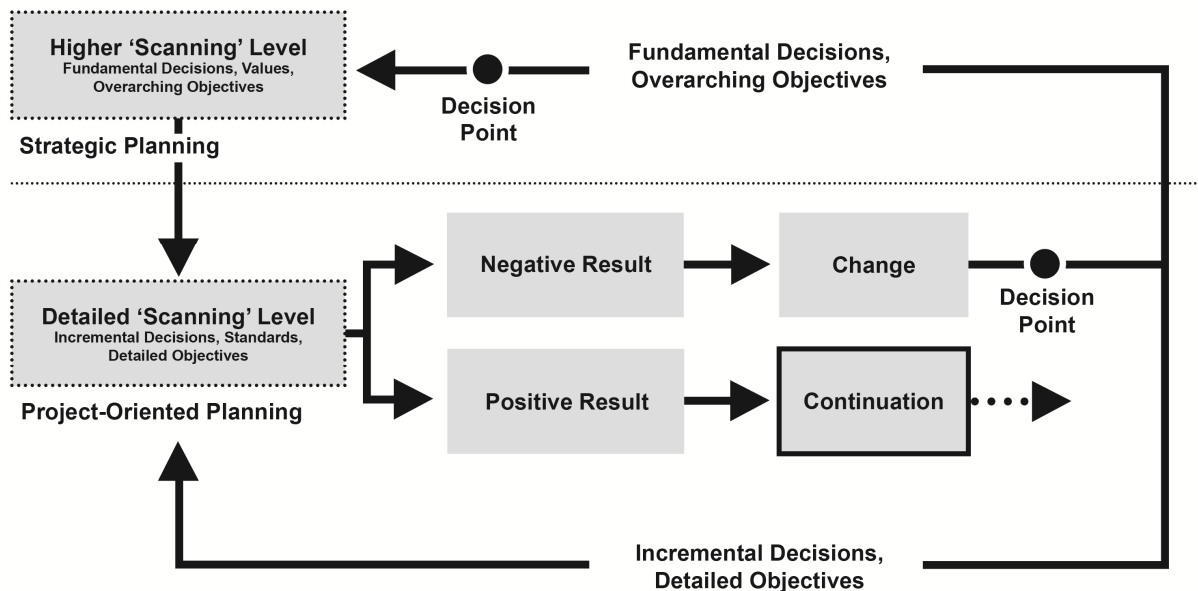 Higher ‘Scanning’ Level
Fundamental Decisions, Values,
Overarching Objectives
Decision
Point
Fundamental Decisions,
Overarching Objectives
Strategic Planning
Negative Result
Change
Decision
Point
Detailed ‘Scanning’ Level
Incremental Decisions, Standards,
Detailed Objectives
Positive Result
Continuation
Project-Oriented Planning
Incremental Decisions,
Detailed Objectives